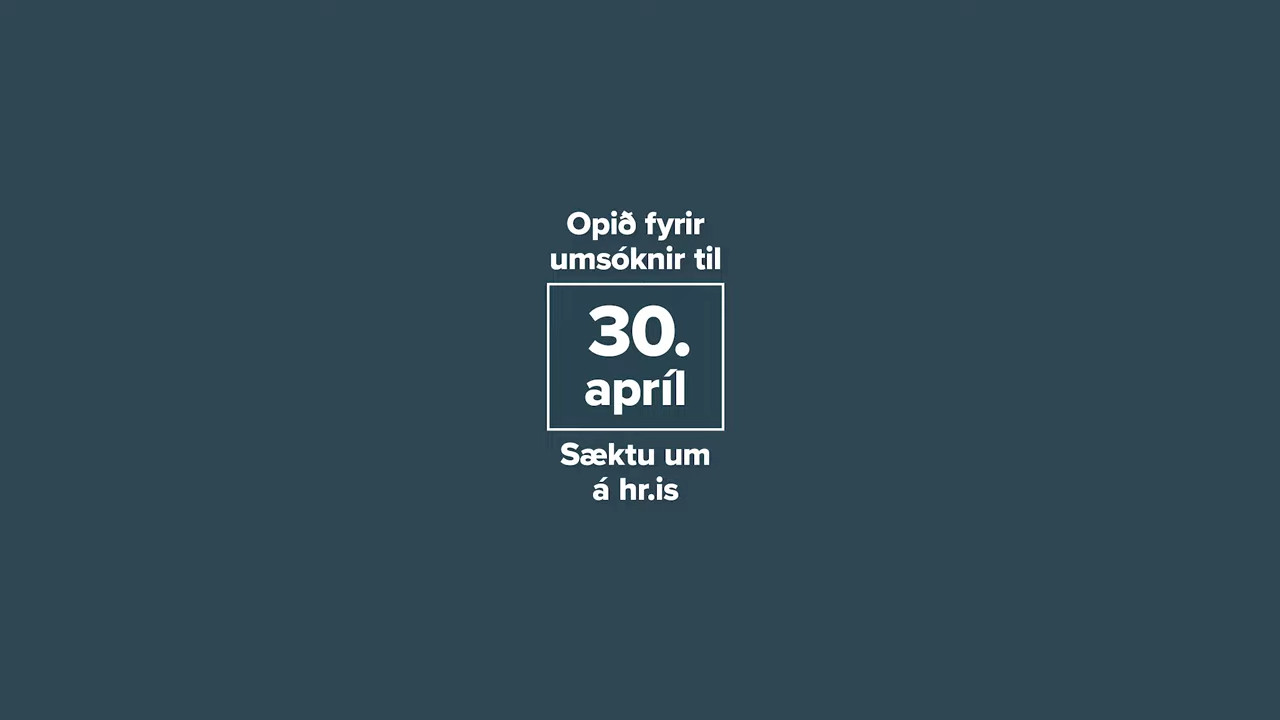 Opið fyrir
umsóknir til
30.
apríl
Sæktu um
á hr.is